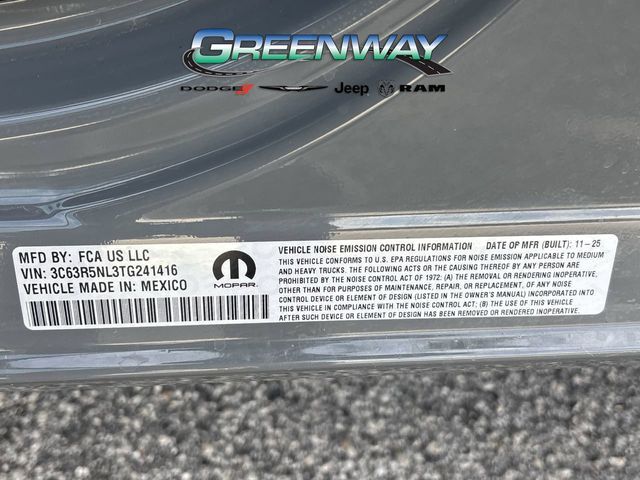 GREENWAY
DODGE Jeep RAM
MFD BY: FCA US LLC
VIN: 3C63R5NL3TG241416
VEHICLE MADE IN: MEXICO
MOPAR
VEHICLE NOISE EMISSION CONTROL INFORMATION DATE OF MFR (BUILT): 11-25
THIS VEHICLE CONFORMS TO U.S. EPA REGULATIONS FOR NOISE EMISSION APPLICABLE TO MEDIUM
AND HEAVY TRUCKS. THE FOLLOWING ACTS OR THE CAUSING THEREOF BY ANY PERSON ARE
PROHIBITED BY THE NOISE CONTROL ACT OF 1972: (A) THE REMOVAL OR RENDERING INOPERATIVE,
OTHER THAN FOR PURPOSES OF MAINTENANCE, REPAIR, OR REPLACEMENT, OF ANY NOISE
CONTROL DEVICE OR ELEMENT OF DESIGN (LISTED IN THE OWNER'S MANUAL) INCORPORATED INTO
THIS VEHICLE IN COMPLIANCE WITH THE NOISE CONTROL ACT; (B) THE USE OF THIS VEHICLE
AFTER SUCH DEVICE OR ELEMENT OF DESIGN HAS BEEN REMOVED OR RENDERED INOPERATIVE.